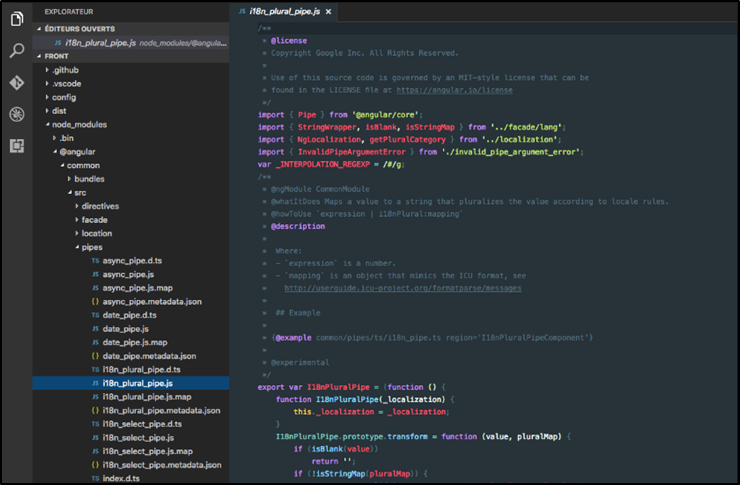 EXPLORATEUR
ÉDITEURS OUVERTS
JS i18n_plural_pipe.js node_modules/@angula...
FRONT
.github
.vscode
config
dist
node_modules
.bin
@angular
common
bundles
src
directives
facade
location
pipes
TS async_pipe.d.ts
JS async_pipe.js
JS async_pipe.js.map
{} async_pipe.metadata.json
TS date_pipe.d.ts
JS date_pipe.js
JS date_pipe.js.map
{} date_pipe.metadata.json
TS i18n_plural_pipe.d.ts
JS i18n_plural_pipe.js
JS i18n_plural_pipe.js.map
{} i18n_plural_pipe.metadata.json
TS i18n_select_pipe.d.ts
JS i18n_select_pipe.js
JS i18n_select_pipe.js.map
{} i18n_select_pipe.metadata.json
TS index.d.ts
JS i18n_plural_pipe.js ×
/**
* @license
* Copyright Google Inc. All Rights Reserved.
*
* Use of this source code is governed by an MIT-style license that can be
* found in the LICENSE file at https://angular.io/license
*/
import { Pipe } from '@angular/core';
import { StringWrapper, isBlank, isStringMap } from '../facade/lang';
import { NgLocalization, getPluralCategory } from '../localization';
import { InvalidPipeArgumentError } from './invalid_pipe_argument_error';
var _INTERPOLATION_REGEXP = /#/g;
/**
* @ngModule CommonModule
* @whatItDoes Maps a value to a string that pluralizes the value according to locale rules.
* @howToUse `expression | i18nPlural:mapping`
* @description
*
* Where:
* - `expression` is a number.
* - `mapping` is an object that mimics the ICU format, see
* http://userguide.icu-project.org/formatparse/messages
*
* ## Example
*
* {@example common/pipes/ts/i18n_pipe.ts region='I18nPluralPipeComponent'}
*
* @experimental
*/
export var I18nPluralPipe = (function () {
function I18nPluralPipe(_localization) {
this._localization = _localization;
}
I18nPluralPipe.prototype.transform = function (value, pluralMap) {
if (isBlank(value))
return '';
if (!isStringMap(pluralMap)) {